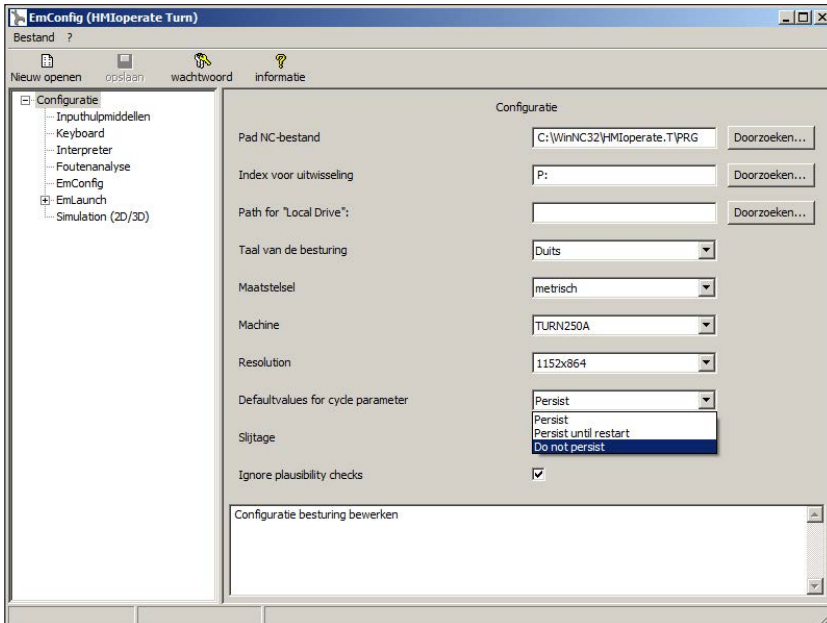 EmConfig (HMIoperate Turn)
Bestand ?
Nieuw openen opslaan wachtwoord informatie
Configuratie
Inputhulpmiddellen
Keyboard
Interpreter
Foutenanalyse
EmConfig
EmLaunch
Simulation (2D/3D)
Configuratie
Pad NC-bestand C:\WinNC32\HMIoperate.T\PRG Doorzoeken...
Index voor uitwisseling P: Doorzoeken...
Path for "Local Drive": Doorzoeken...
Taal van de besturing Duits
Maatstelsel metrisch
Machine TURN250A
Resolution 1152x864
Defaultvalues for cycle parameter Persist
Persist
Persist until restart
Slijtage Do not persist
Ignore plausibility checks
Configuratie besturing bewerken